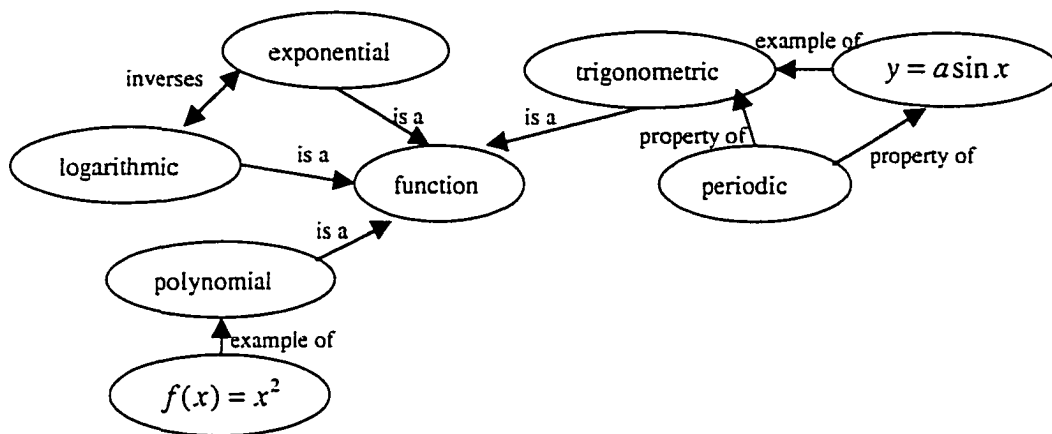 exponential
trigonometric
example of
y = a sin x
inverses
is a
is a
property of
property of
logarithmic
is a
function
periodic
is a
polynomial
example of
f(x) = x²